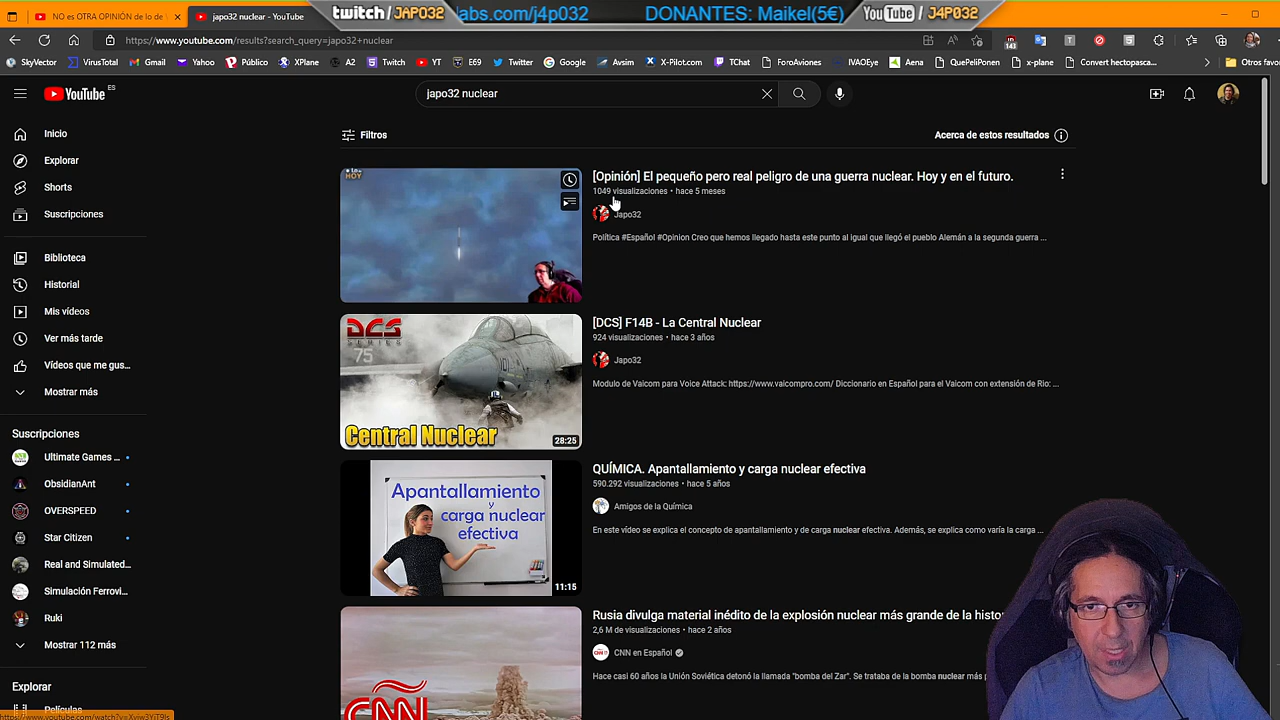 NO es OTRA OPINIÓN de lo de
japo32 nuclear - YouTube
twitch/JAPO32
labs.com/j4p032
DONANTES: Maikel(5€)
YouTube / J4P032
https://www.youtube.com/results?search_query=japo32+nuclear
SkyVector
VirusTotal
Gmail
Yahoo
Público
XPlane
A2
Twitch
YT
E69
Twitter
Google
Avsim
X-Pilot.com
TChat
ForoAviones
IVAOEye
Aena
QuePeliPonen
x-plane
Convert hectopasca...
Otros favo
YouTube ES
japo32 nuclear
Inicio
Explorar
Shorts
Suscripciones
Biblioteca
Historial
Mis vídeos
Ver más tarde
Vídeos que me gus...
Mostrar más
Suscripciones
Ultimate Games ...
ObsidianAnt
OVERSPEED
Star Citizen
Real and Simulated...
Simulación Ferrovi...
Ruki
Mostrar 112 más
Explorar
Películas
https://www.youtube.com/watch?v=Xvjw3YjT9Is
Filtros
Acerca de estos resultados
HOY
[Opinión] El pequeño pero real peligro de una guerra nuclear. Hoy y en el futuro.
1049 visualizaciones • hace 5 meses
Japo32
Política #Español #Opinion Creo que hemos llegado hasta este punto al igual que llegó el pueblo Alemán a la segunda guerra ...
DCS
SERIES
75
Central Nuclear
28:25
[DCS] F14B - La Central Nuclear
924 visualizaciones • hace 3 años
Japo32
Modulo de Vaicom para Voice Attack: https://www.vaicompro.com/ Diccionario en Español para el Vaicom con extensión de Rio: ...
Apantallamiento
y
carga nuclear
efectiva
11:15
QUÍMICA. Apantallamiento y carga nuclear efectiva
590.292 visualizaciones • hace 5 años
Amigos de la Química
En este vídeo se explica el concepto de apantallamiento y de carga nuclear efectiva. Además, se explica como varía la carga ...
CNN
Rusia divulga material inédito de la explosión nuclear más grande de la histor
2,6 M de visualizaciones • hace 2 años
CNN en Español
Hace casi 60 años la Unión Soviética detonó la llamada "bomba del Zar". Se trataba de la bomba nuclear más